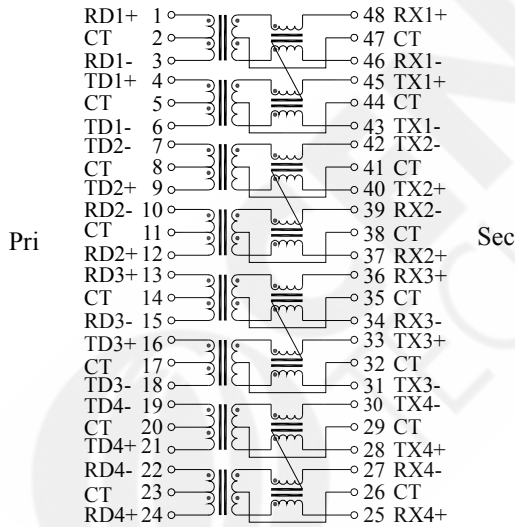 RD1+ 1 48 RX1+
CT 2 47 CT
RD1- 3 46 RX1-
TD1+ 4 45 TX1+
CT 5 44 CT
TD1- 6 43 TX1-
TD2- 7 42 TX2-
CT 8 41 CT
TD2+ 9 40 TX2+
RD2- 10 39 RX2-
Pri CT 11 38 CT Sec
RD2+ 12 37 RX2+
RD3+ 13 36 RX3+
CT 14 35 CT
RD3- 15 34 RX3-
TD3+ 16 33 TX3+
CT 17 32 CT
TD3- 18 31 TX3-
TD4- 19 30 TX4-
CT 20 29 CT
TD4+ 21 28 TX4+
RD4- 22 27 RX4-
CT 23 26 CT
RD4+ 24 25 RX4+